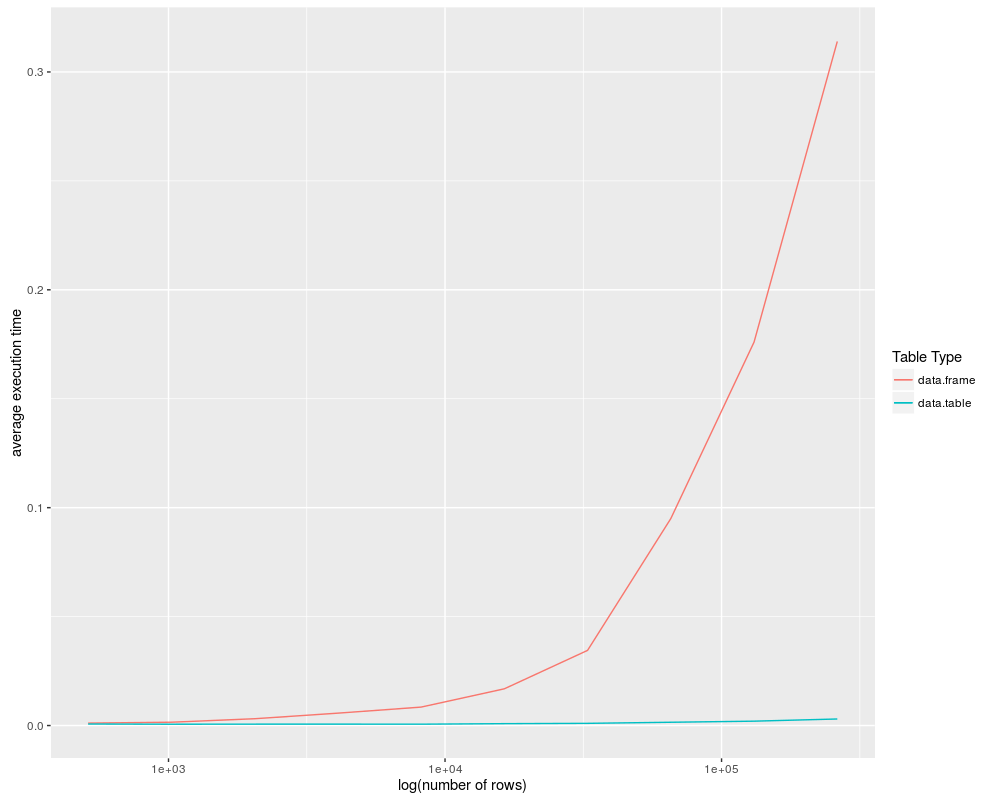 0.3
0.2
0.1
0.0
average execution time
1e+03
1e+04
1e+05
log(number of rows)
Table Type
data.frame
data.table